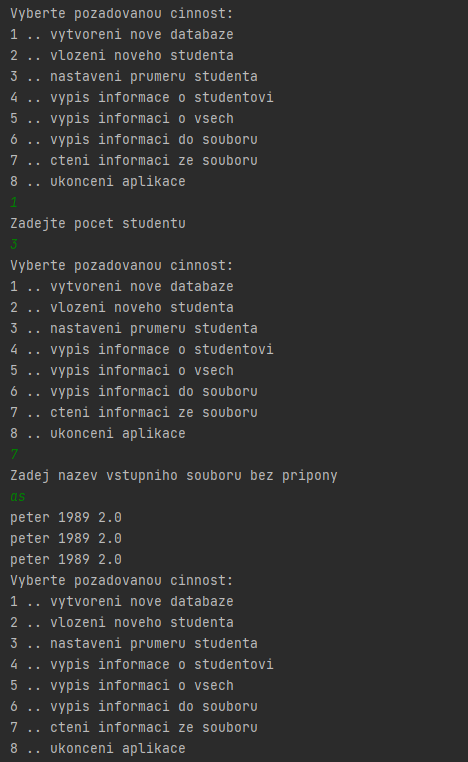 Vyberte pozadovanou cinnost:
1 .. vytvoreni nove databaze
2 .. vlozeni noveho studenta
3 .. nastaveni prumeru studenta
4 .. vypis informace o studentovi
5 .. vypis informaci o vsech
6 .. vypis informaci do souboru
7 .. cteni informaci ze souboru
8 .. ukonceni aplikace
1
Zadejte pocet studentu
3
Vyberte pozadovanou cinnost:
1 .. vytvoreni nove databaze
2 .. vlozeni noveho studenta
3 .. nastaveni prumeru studenta
4 .. vypis informace o studentovi
5 .. vypis informaci o vsech
6 .. vypis informaci do souboru
7 .. cteni informaci ze souboru
8 .. ukonceni aplikace
7
Zadej nazev vstupniho souboru bez pripony
as
peter 1989 2.0
peter 1989 2.0
peter 1989 2.0
Vyberte pozadovanou cinnost:
1 .. vytvoreni nove databaze
2 .. vlozeni noveho studenta
3 .. nastaveni prumeru studenta
4 .. vypis informace o studentovi
5 .. vypis informaci o vsech
6 .. vypis informaci do souboru
7 .. cteni informaci ze souboru
8 .. ukonceni aplikace